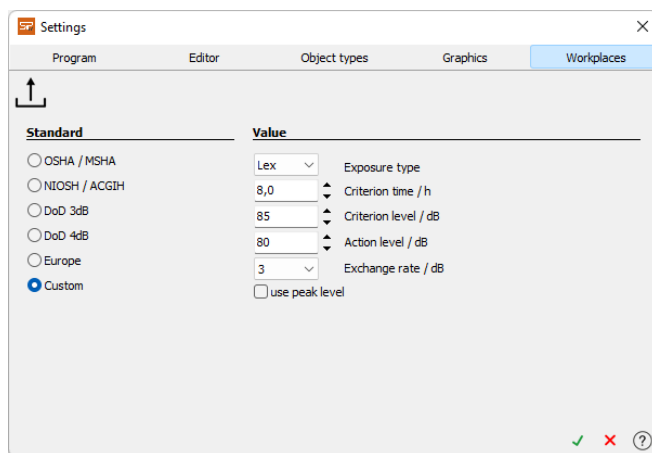 SP Settings
Program Editor Object types Graphics Workplaces
Standard Value
OSHA / MSHA
NIOSH / ACGIH
DoD 3dB
DoD 4dB
Europe
Custom
Lex Exposure type
8,0 Criterion time / h
85 Criterion level / dB
80 Action level / dB
3 Exchange rate / dB
use peak level
?